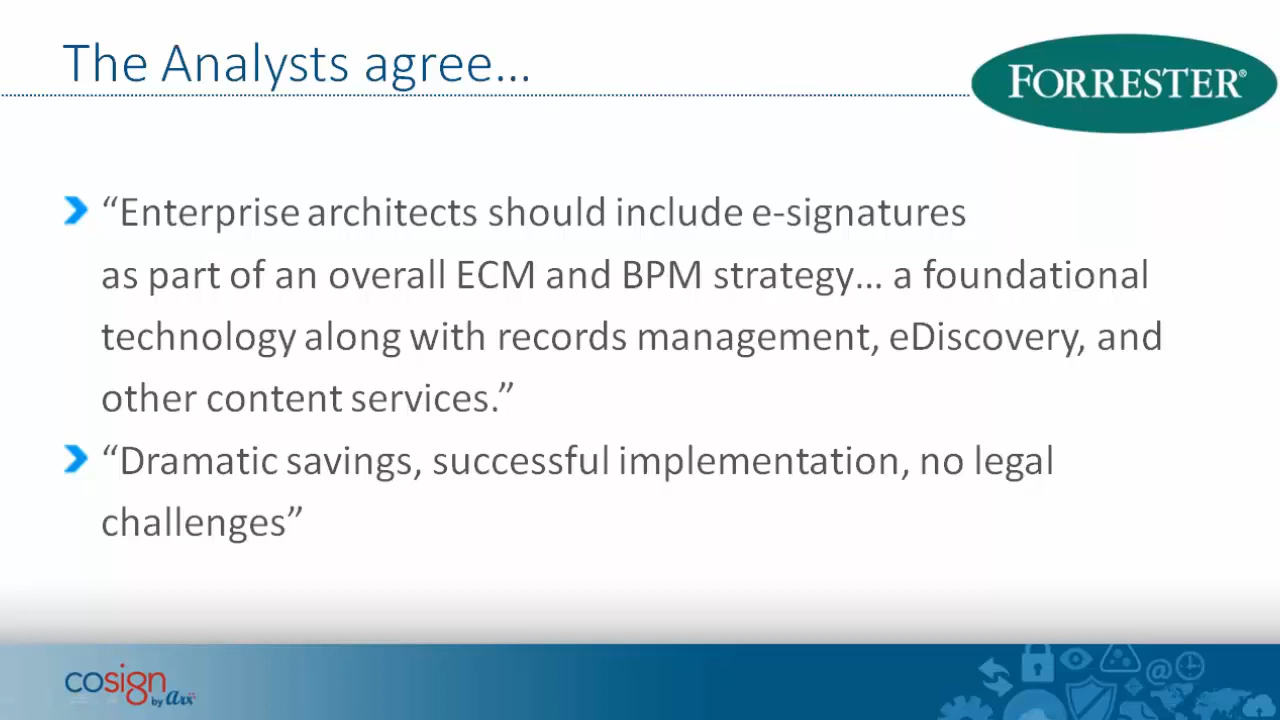 The Analysts agree...
FORRESTER®
“Enterprise architects should include e-signatures
as part of an overall ECM and BPM strategy... a foundational
technology along with records management, eDiscovery, and
other content services.”
“Dramatic savings, successful implementation, no legal
challenges”
cosign
by arx